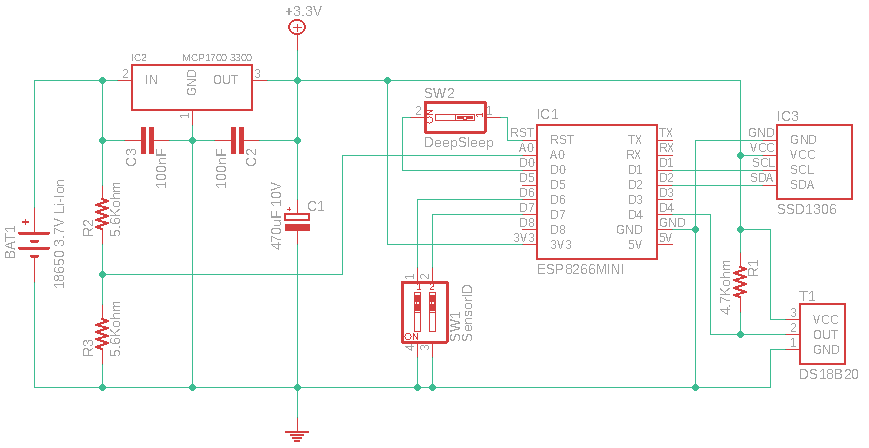 +3.3V
IC2 MCP1700 3300
2 IN GND OUT 3
1
C3
100nF
100nF
C2
SW2
2 ON 1 1
DeepSleep
IC1
RST RST TX TX
A0 A0 RX RX
D0 D0 D1 D1
D5 D5 D2 D2
D6 D6 D3 D3
D7 D7 D4 D4
D8 D8 GND GND
3V3 3V3 5V 5V
ESP8266MINI
IC3
GND GND
VCC VCC
SCL SCL
SDA SDA
SSD1306
R2
5.6Kohm
BAT1
+
18650 3.7V Li-Ion
470uF 10V
+
C1
R3
5.6Kohm
1 2
1 2
ON
4 3
SW1
SensorID
4.7Kohm
R1
T1
3 VCC
2 OUT
1 GND
DS18B20